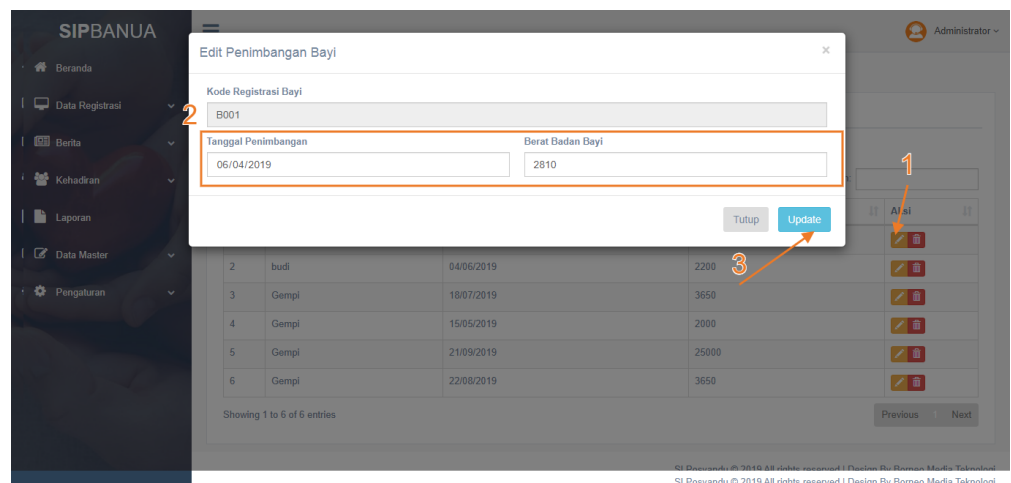 SIPBANUA
Administrator
Edit Penimbangan Bayi
×
Beranda
Data Registrasi
Berita
Kehadiran
Laporan
Data Master
Pengaturan
Kode Registrasi Bayi
B001
2
Tanggal Penimbangan Berat Badan Bayi
06/04/2019 2810
1
Tutup Update
3
Aksi
2 budi 04/06/2019 2200
3 Gempi 18/07/2019 3650
4 Gempi 15/05/2019 2000
5 Gempi 21/09/2019 25000
6 Gempi 22/08/2019 3650
Showing 1 to 6 of 6 entries
Previous 1 Next
SI Posyandu © 2019 All rights reserved | Design By Borneo Media Teknologi
SI Posyandu © 2019 All rights reserved | Design By Borneo Media Teknologi